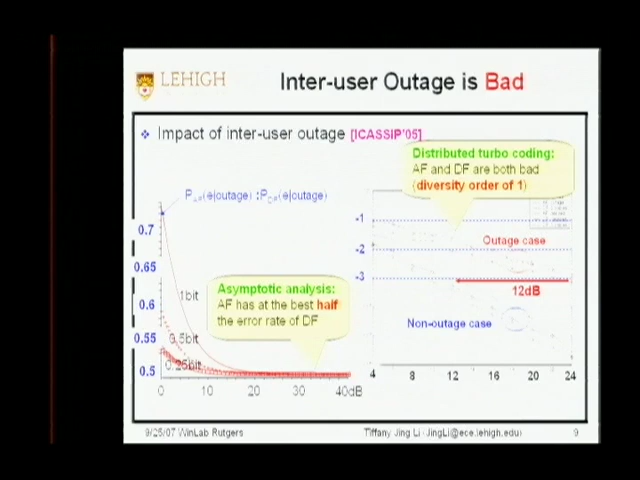 LEHIGH
Inter-user Outage is Bad
Impact of inter-user outage [ICASSIP'05]
Distributed turbo coding:
AF and DF are both bad
(diversity order of 1)
(e|outage) : (e|outage)
0.7
0.65
0.6
0.55
0.5
1bit
0.5bit
0.25bit
Asymptotic analysis:
AF has at the best half
the error rate of DF
0 10 20 30 40dB
-1
-2
-3
Outage case
12dB
Non-outage case
4 8 12 16 20 24
9/25/07 WinLab Rutgers
Tiffany Jing Li (JingLi@ece.lehigh.edu)
9